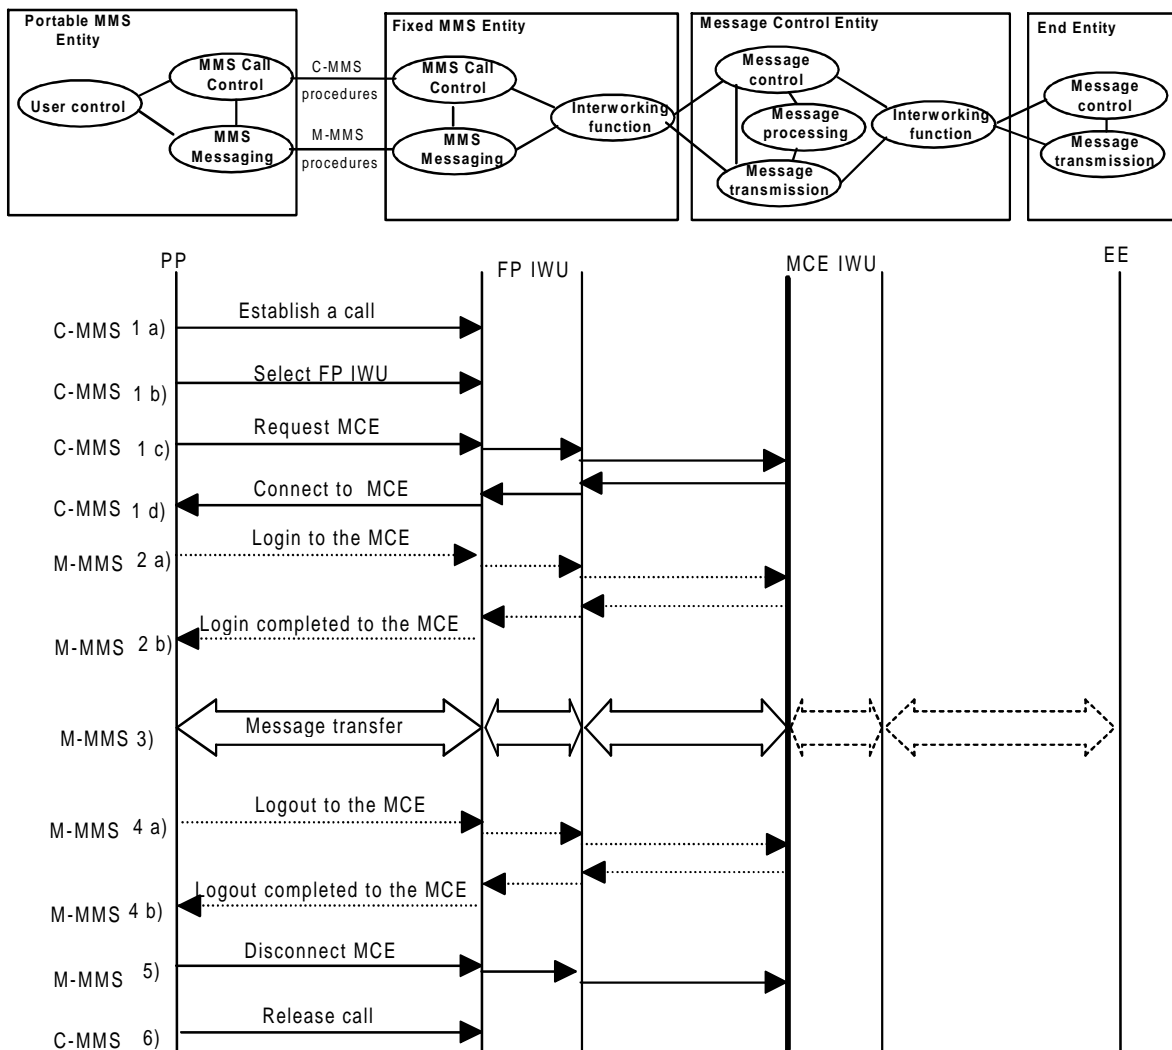 Portable MMS
Entity
User control
MMS Call
Control
MMS
Messaging
C-MMS
procedures
M-MMS
procedures
Fixed MMS Entity
MMS Call
Control
MMS
Messaging
Interworking
function
Message Control Entity
Message
control
Message
processing
Message
transmission
Interworking
function
End Entity
Message
control
Message
transmission
PP
FP IWU
MCE IWU
EE
C-MMS 1 a)
Establish a call
C-MMS 1 b)
Select FP IWU
C-MMS 1 c)
Request MCE
C-MMS 1 d)
Connect to MCE
M-MMS 2 a)
Login to the MCE
M-MMS 2 b)
Login completed to the MCE
M-MMS 3)
Message transfer
M-MMS 4 a)
Logout to the MCE
M-MMS 4 b)
Logout completed to the MCE
M-MMS 5)
Disconnect MCE
C-MMS 6)
Release call